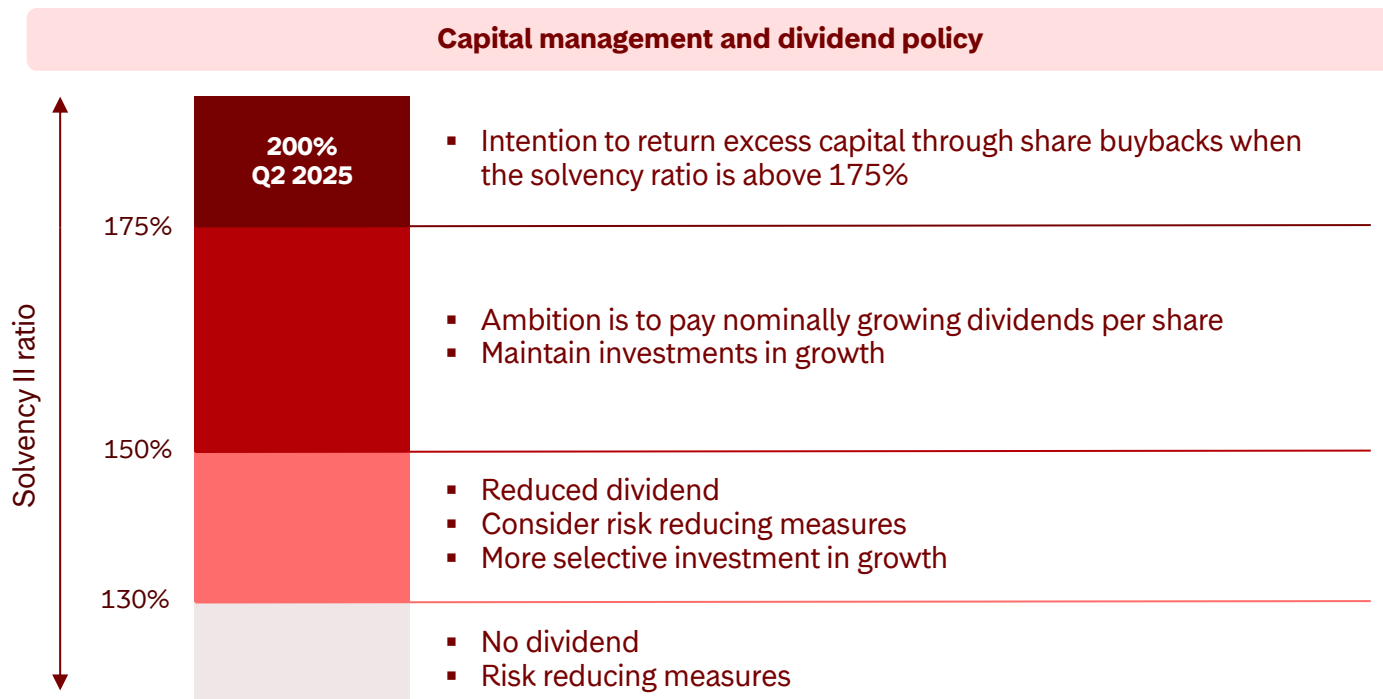 Capital management and dividend policy
Solvency II ratio
200%
Q2 2025
▪ Intention to return excess capital through share buybacks when
the solvency ratio is above 175%
175%
▪ Ambition is to pay nominally growing dividends per share
▪ Maintain investments in growth
150%
▪ Reduced dividend
▪ Consider risk reducing measures
▪ More selective investment in growth
130%
▪ No dividend
▪ Risk reducing measures